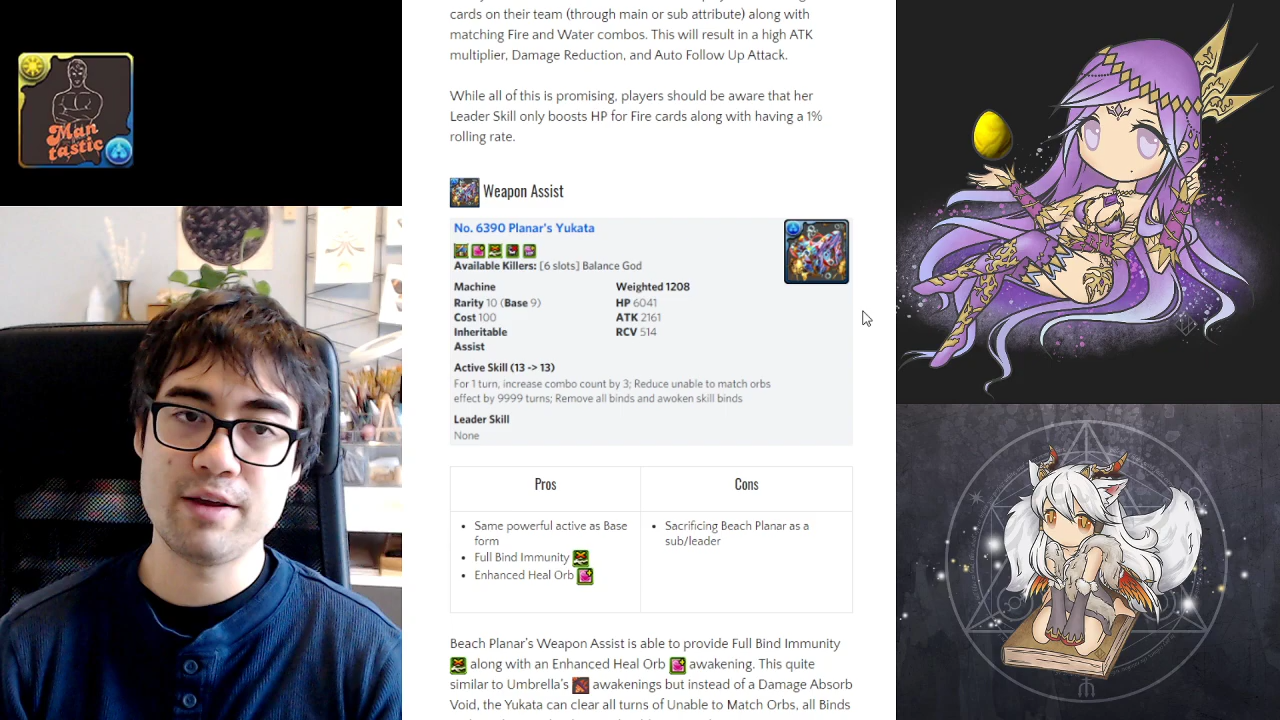 Man
tastic
cards on their team (through main or sub attribute) along with
matching Fire and Water combos. This will result in a high ATK
multiplier, Damage Reduction, and Auto Follow Up Attack.
While all of this is promising, players should be aware that her
Leader Skill only boosts HP for Fire cards along with having a 1%
rolling rate.
Weapon Assist
No. 6390 Planar's Yukata
Available Killers: [6 slots] Balance God
Machine
Rarity 10 (Base 9)
Cost 100
Inheritable
Assist
Weighted 1208
HP 6041
ATK 2161
RCV 514
Active Skill (13 -> 13)
For 1 turn, increase combo count by 3; Reduce unable to match orbs
effect by 9999 turns; Remove all binds and awoken skill binds
Leader Skill
None
Pros
Same powerful active as Base
form
Full Bind Immunity
Enhanced Heal Orb
Cons
Sacrificing Beach Planar as a
sub/leader
Beach Planar's Weapon Assist is able to provide Full Bind Immunity
along with an Enhanced Heal Orb awakening. This quite
similar to Umbrella's awakenings but instead of a Damage Absorb
Void, the Yukata can clear all turns of Unable to Match Orbs, all Binds